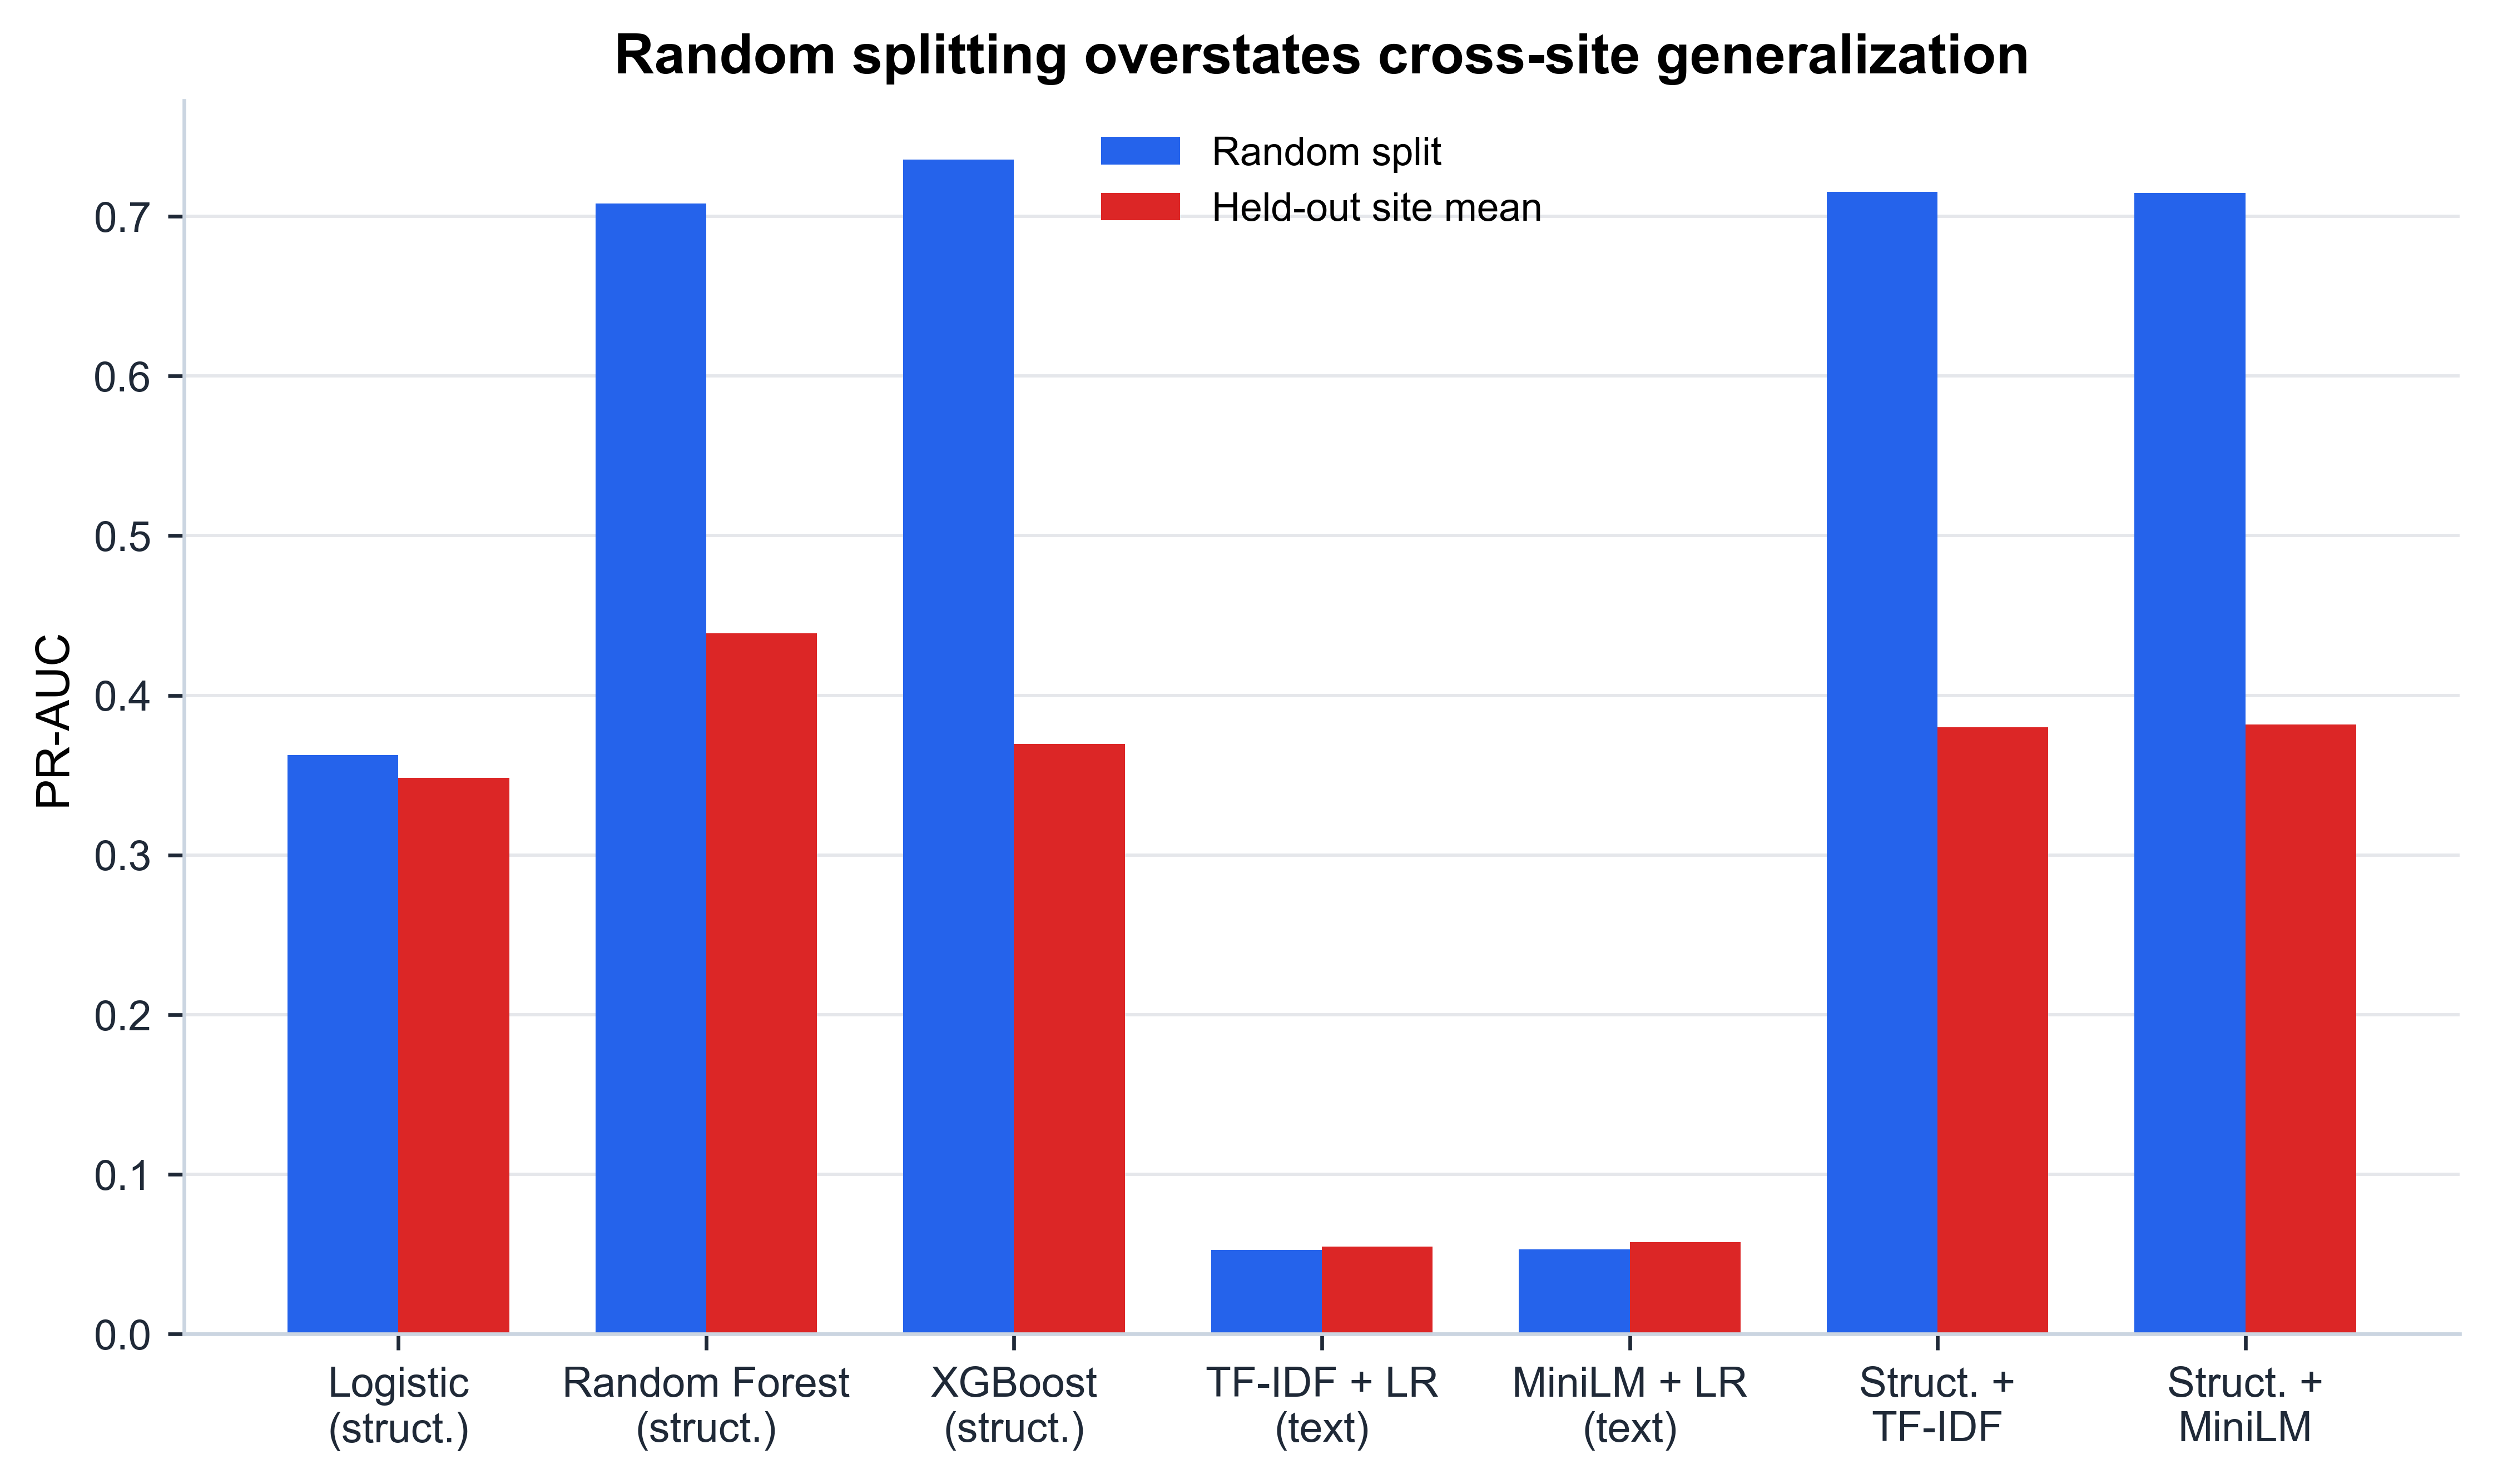 Random splitting overstates cross-site generalization
Random split
Held-out site mean
PR-AUC
0.7
0.6
0.5
0.4
0.3
0.2
0.1
0.0
Logistic
(struct.)
Random Forest
(struct.)
XGBoost
(struct.)
TF-IDF + LR
(text)
MiniLM + LR
(text)
Struct. +
TF-IDF
Struct. +
MiniLM